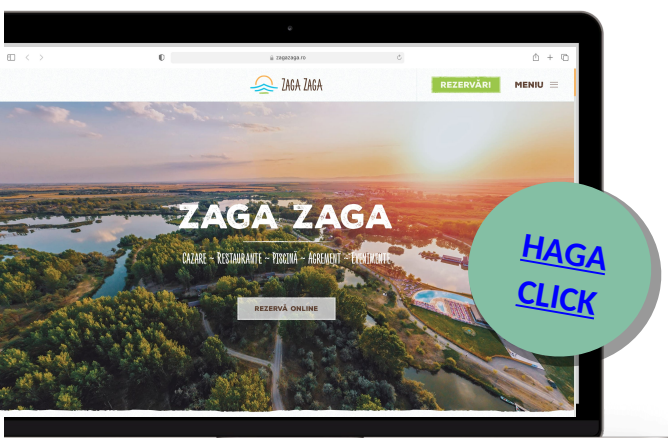 zagazaga.ro
ZAGA ZAGA
REZERVĂRI
MENIU
ZAGA ZAGA
CAZARE ~ RESTAURANTE ~ PISCINĂ ~ AGREMENT ~ EVENIMENTE
REZERVĂ ONLINE
HAGA
CLICK